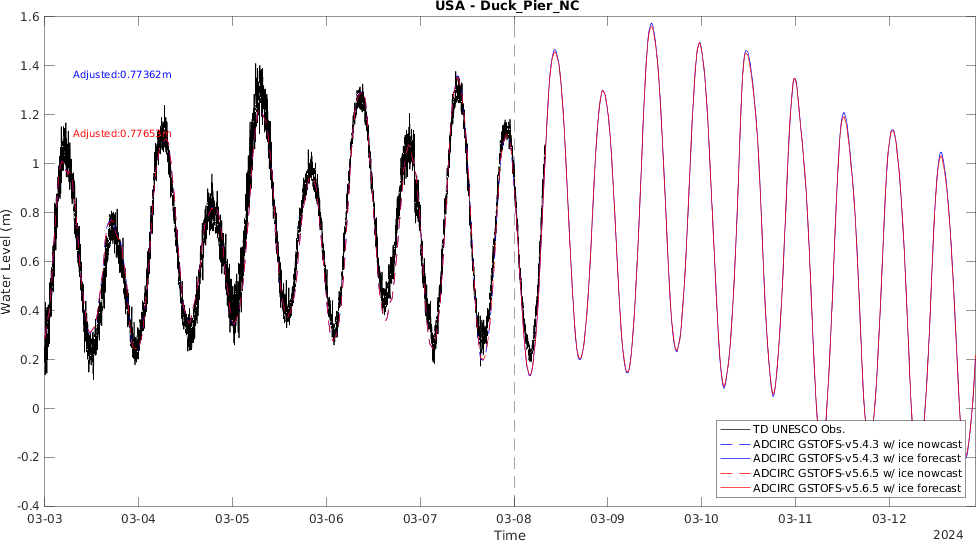 USA - Duck_Pier_NC
1.6
1.4
1.2
1
0.8
0.6
0.4
0.2
0
-0.2
-0.4
Water Level (m)
Adjusted:0.77362m
Adjusted:0.7765 m
TD UNESCO Obs.
ADCIRC GSTOFS-v5.4.3 w/ ice nowcast
ADCIRC GSTOFS-v5.4.3 w/ ice forecast
ADCIRC GSTOFS-v5.6.5 w/ ice nowcast
ADCIRC GSTOFS-v5.6.5 w/ ice forecast
03-03 03-04 03-05 03-06 03-07 03-08 03-09 03-10 03-11 03-12
Time
2024